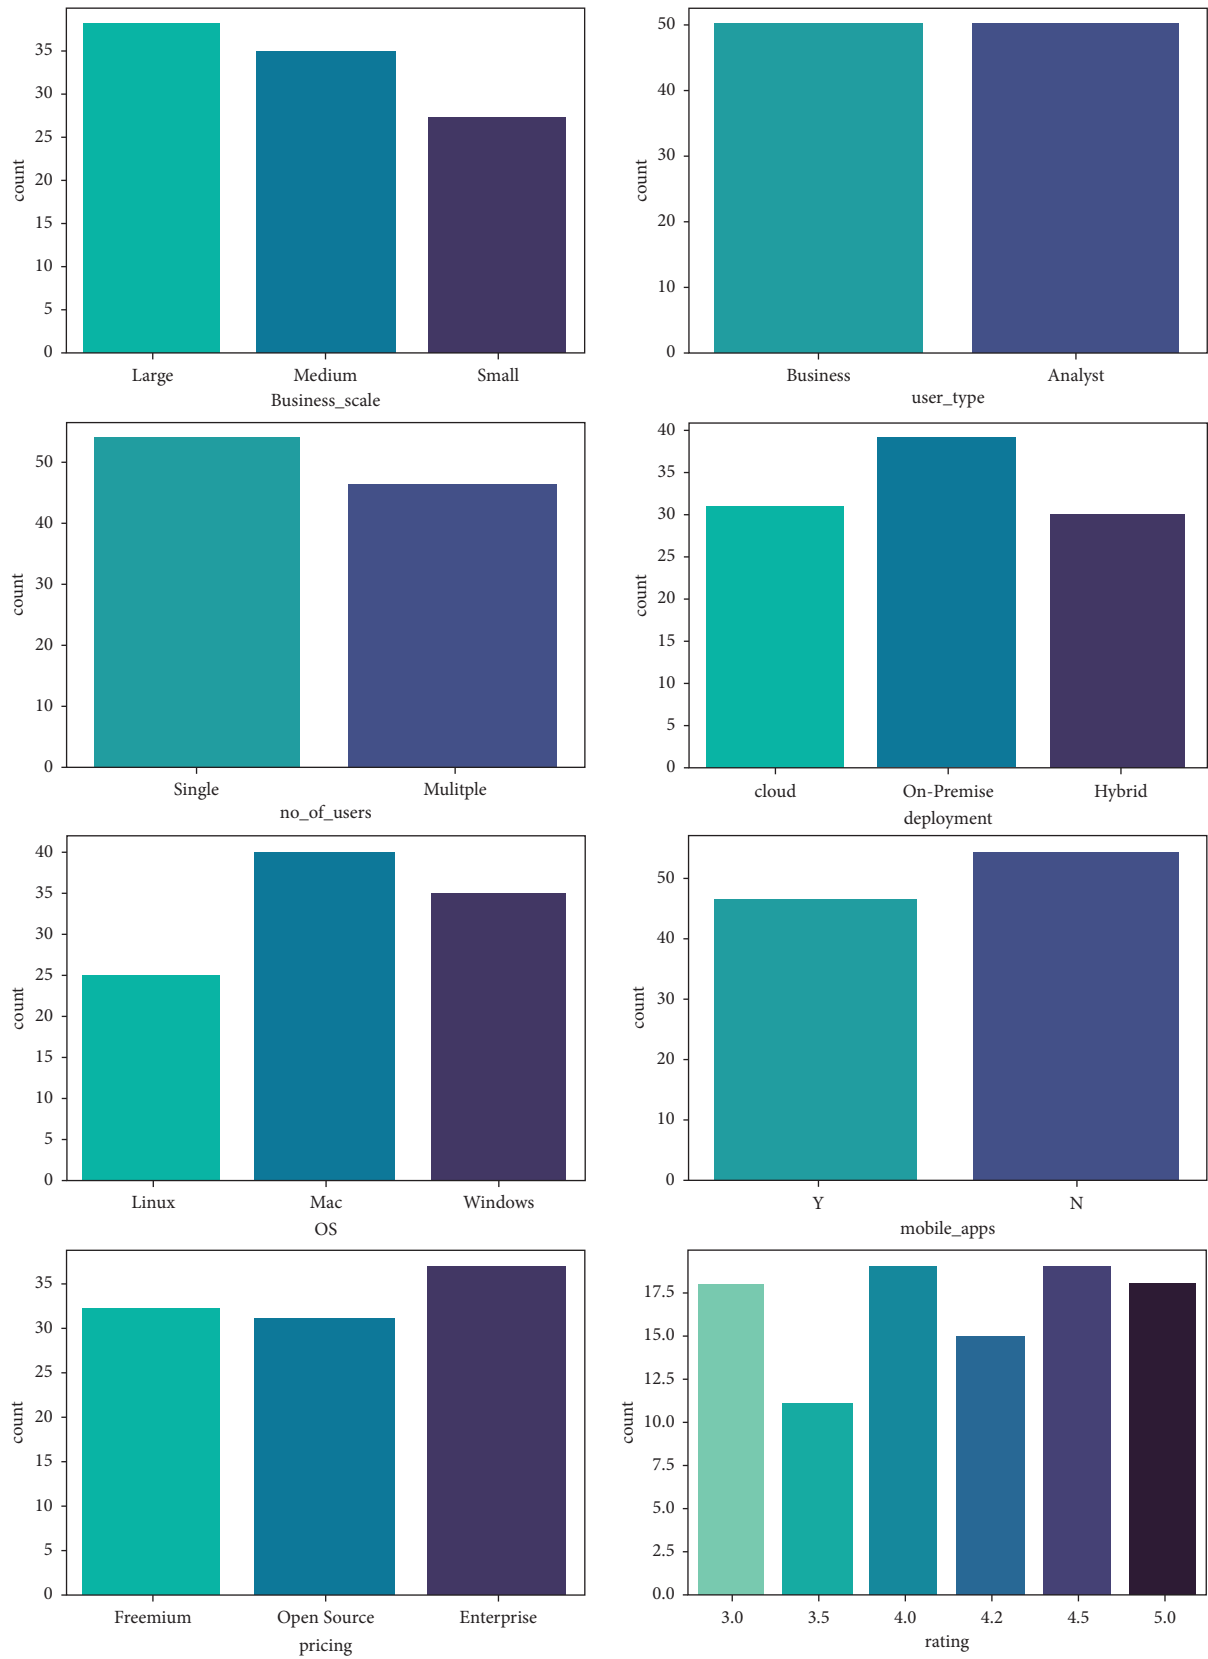 35
30
25
20
15
10
5
0
count
Large Medium Small
Business_scale
50
40
30
20
10
0
count
Business Analyst
user_type
50
40
30
20
10
0
count
Single Mulitple
no_of_users
40
35
30
25
20
15
10
5
0
count
cloud On-Premise Hybrid
deployment
40
35
30
25
20
15
10
5
0
count
Linux Mac Windows
OS
50
40
30
20
10
0
count
Y N
mobile_apps
35
30
25
20
15
10
5
0
count
Freemium Open Source Enterprise
pricing
17.5
15.0
12.5
10.0
7.5
5.0
2.5
0.0
count
3.0 3.5 4.0 4.2 4.5 5.0
rating